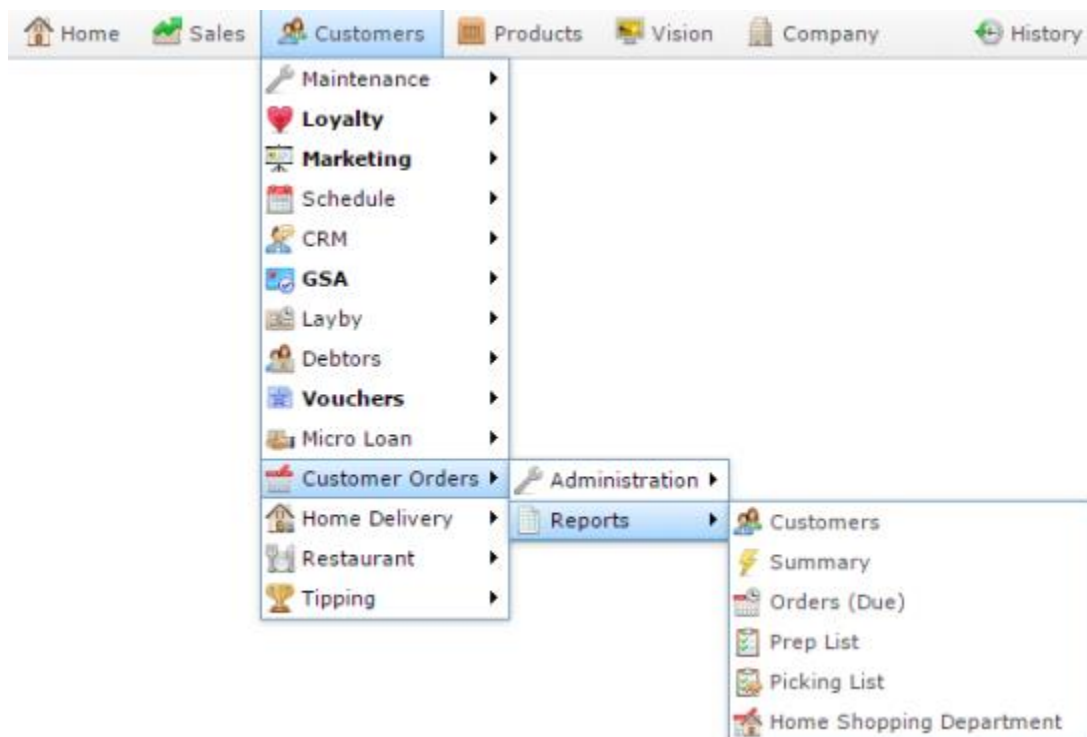 Home Sales Customers Products Vision Company History
Maintenance
Loyalty
Marketing
Schedule
CRM
GSA
Layby
Debtors
Vouchers
Micro Loan
Customer Orders Administration
Home Delivery Reports Customers
Restaurant Summary
Tipping Orders (Due)
Prep List
Picking List
Home Shopping Department